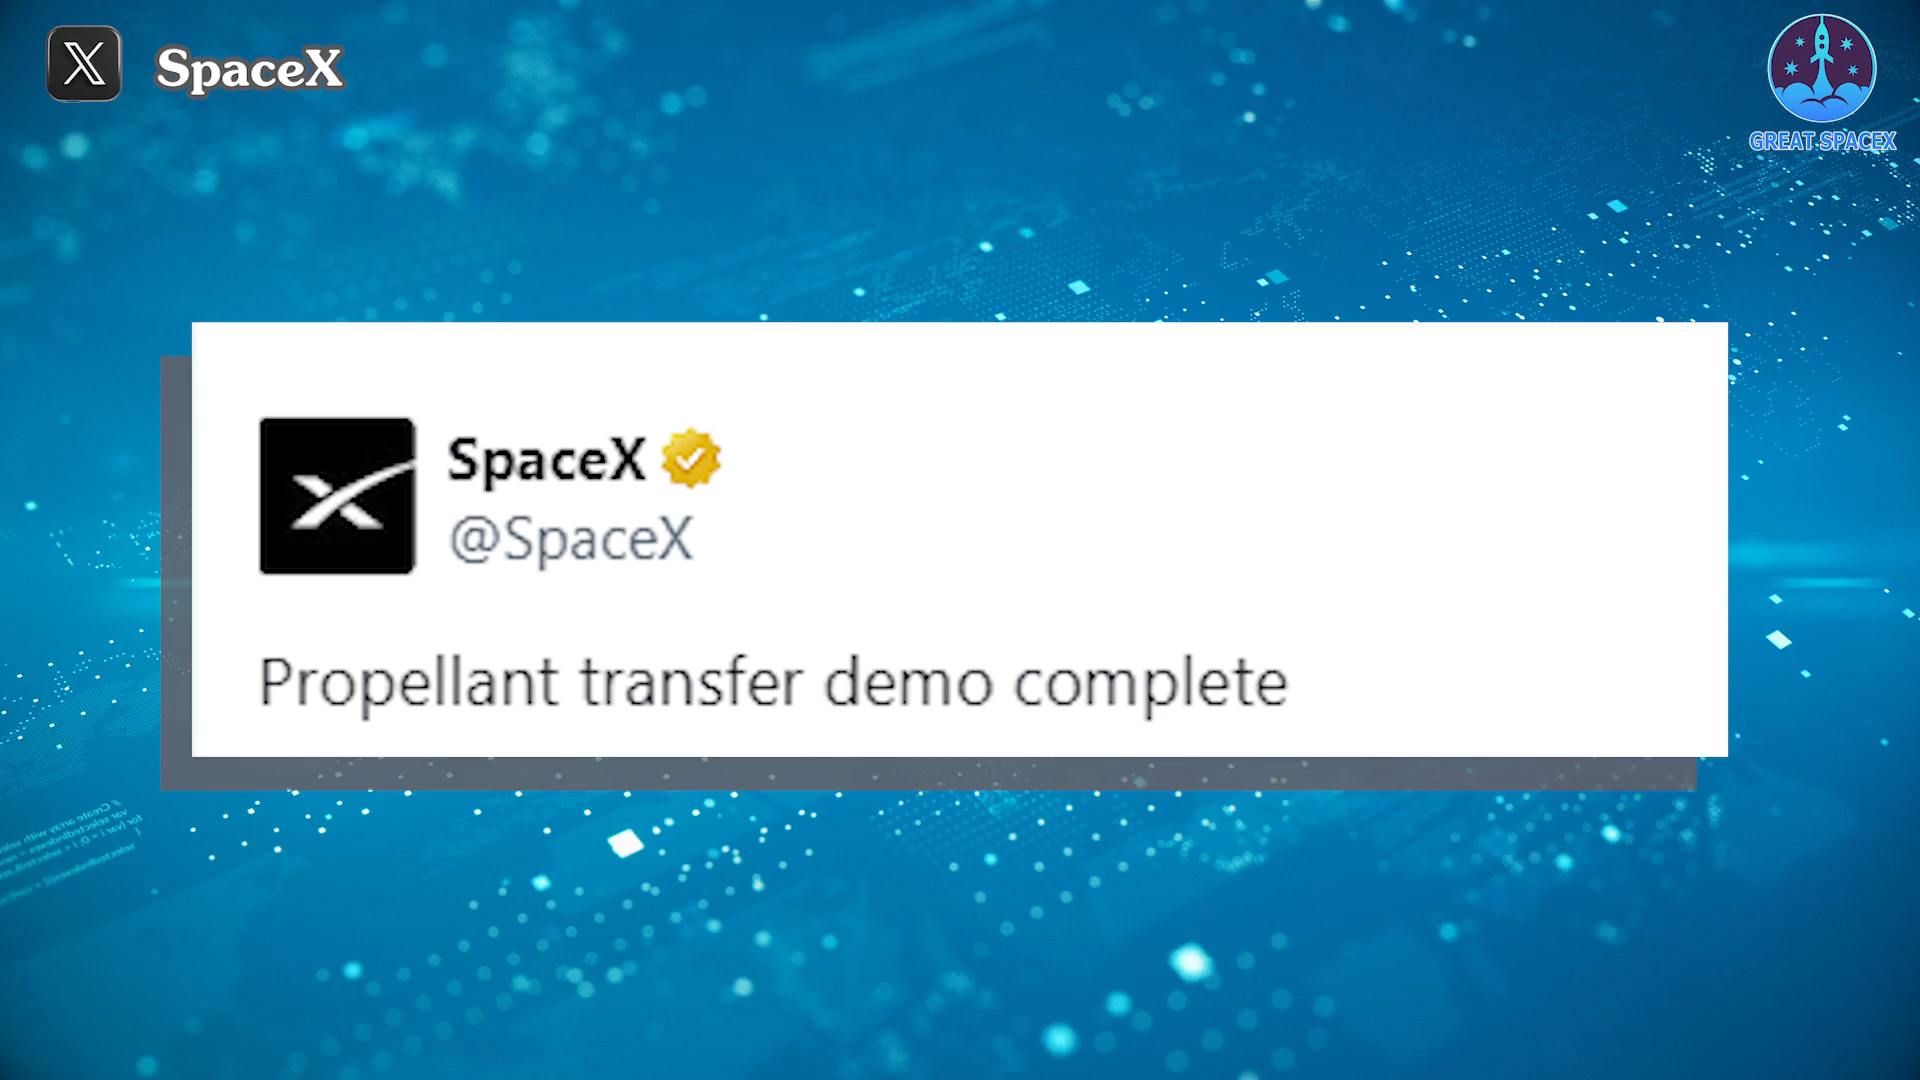 SpaceX
GREAT SPACEX
SpaceX
@SpaceX
Propellant transfer demo complete